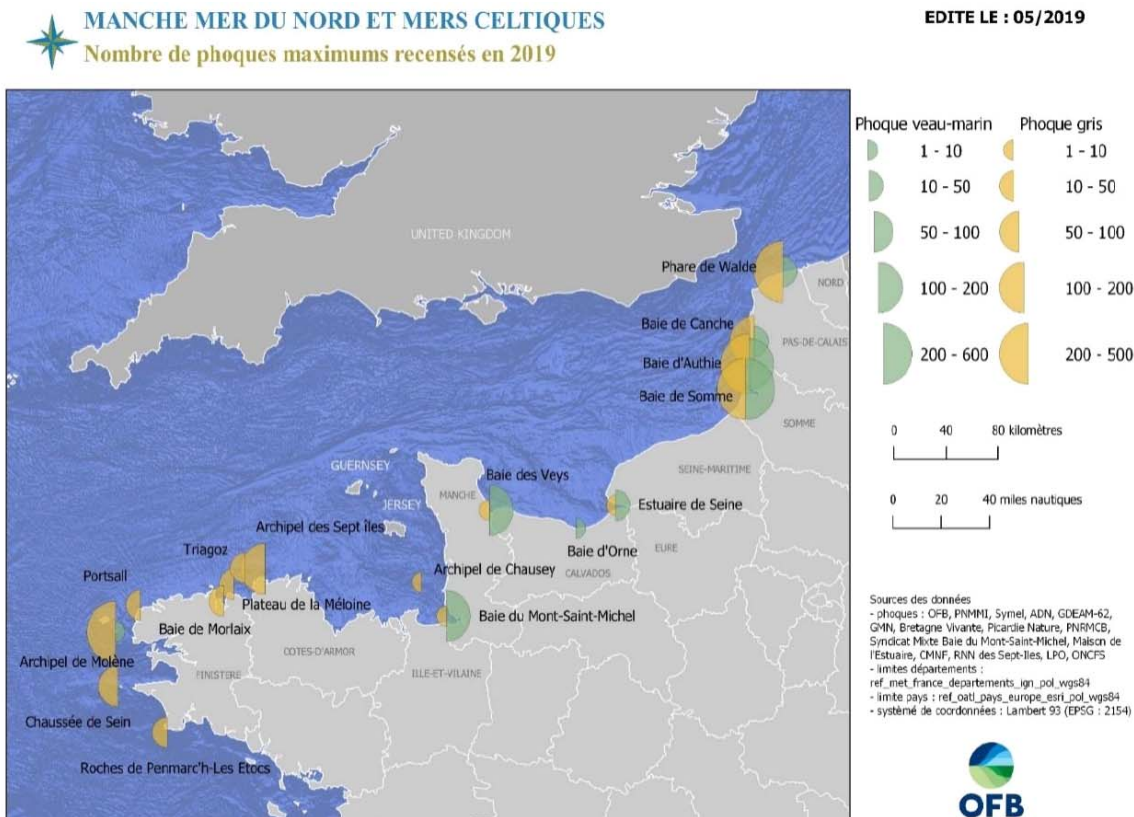 MANCHE MER DU NORD ET MERS CELTIQUES
Nombre de phoques maximums recensés en 2019
EDITE LE : 05/2019
UNITED KINGDOM
Phare de Walde
NORD
Baie de Canche
PAS-DE-CALAIS
Baie d'Authie
Baie de Somme
SOMME
SEINE-MARITIME
GUERNSEY
Baie des Veys
MANCHE
JERSEY
Estuaire de Seine
Archipel des Sept îles
Baie d'Orne
EURE
Triagoz
Archipel de Chausey
CALVADOS
Portsall
Plateau de la Méloine
Baie du Mont-Saint-Michel
Baie de Morlaix
COTES-D'ARMOR
Archipel de Molène
FINISTERE
ILLE-ET-VILAINE
Chaussée de Sein
Roches de Penmarc'h-Les Etocs
Phoque veau-marin Phoque gris
1 - 10 1 - 10
10 - 50 10 - 50
50 - 100 50 - 100
100 - 200 100 - 200
200 - 600 200 - 500
0 40 80 kilomètres
0 20 40 miles nautiques
Sources des données
- phoques : OFB, PNMMI, Symel, ADN, GDEAM-62,
GMN, Bretagne Vivante, Picardie Nature, PNRMCB,
Syndicat Mixte Baie du Mont-Saint-Michel, Maison de
l'Estuaire, CMNF, RNN des Sept-Iles, LPO, ONCFS
- limites départements :
ref_met_france_departements_ign_pol_wgs84
- limite pays : ref_oatl_pays_europe_esri_pol_wgs84
- système de coordonnées : Lambert 93 (EPSG : 2154)
OFB